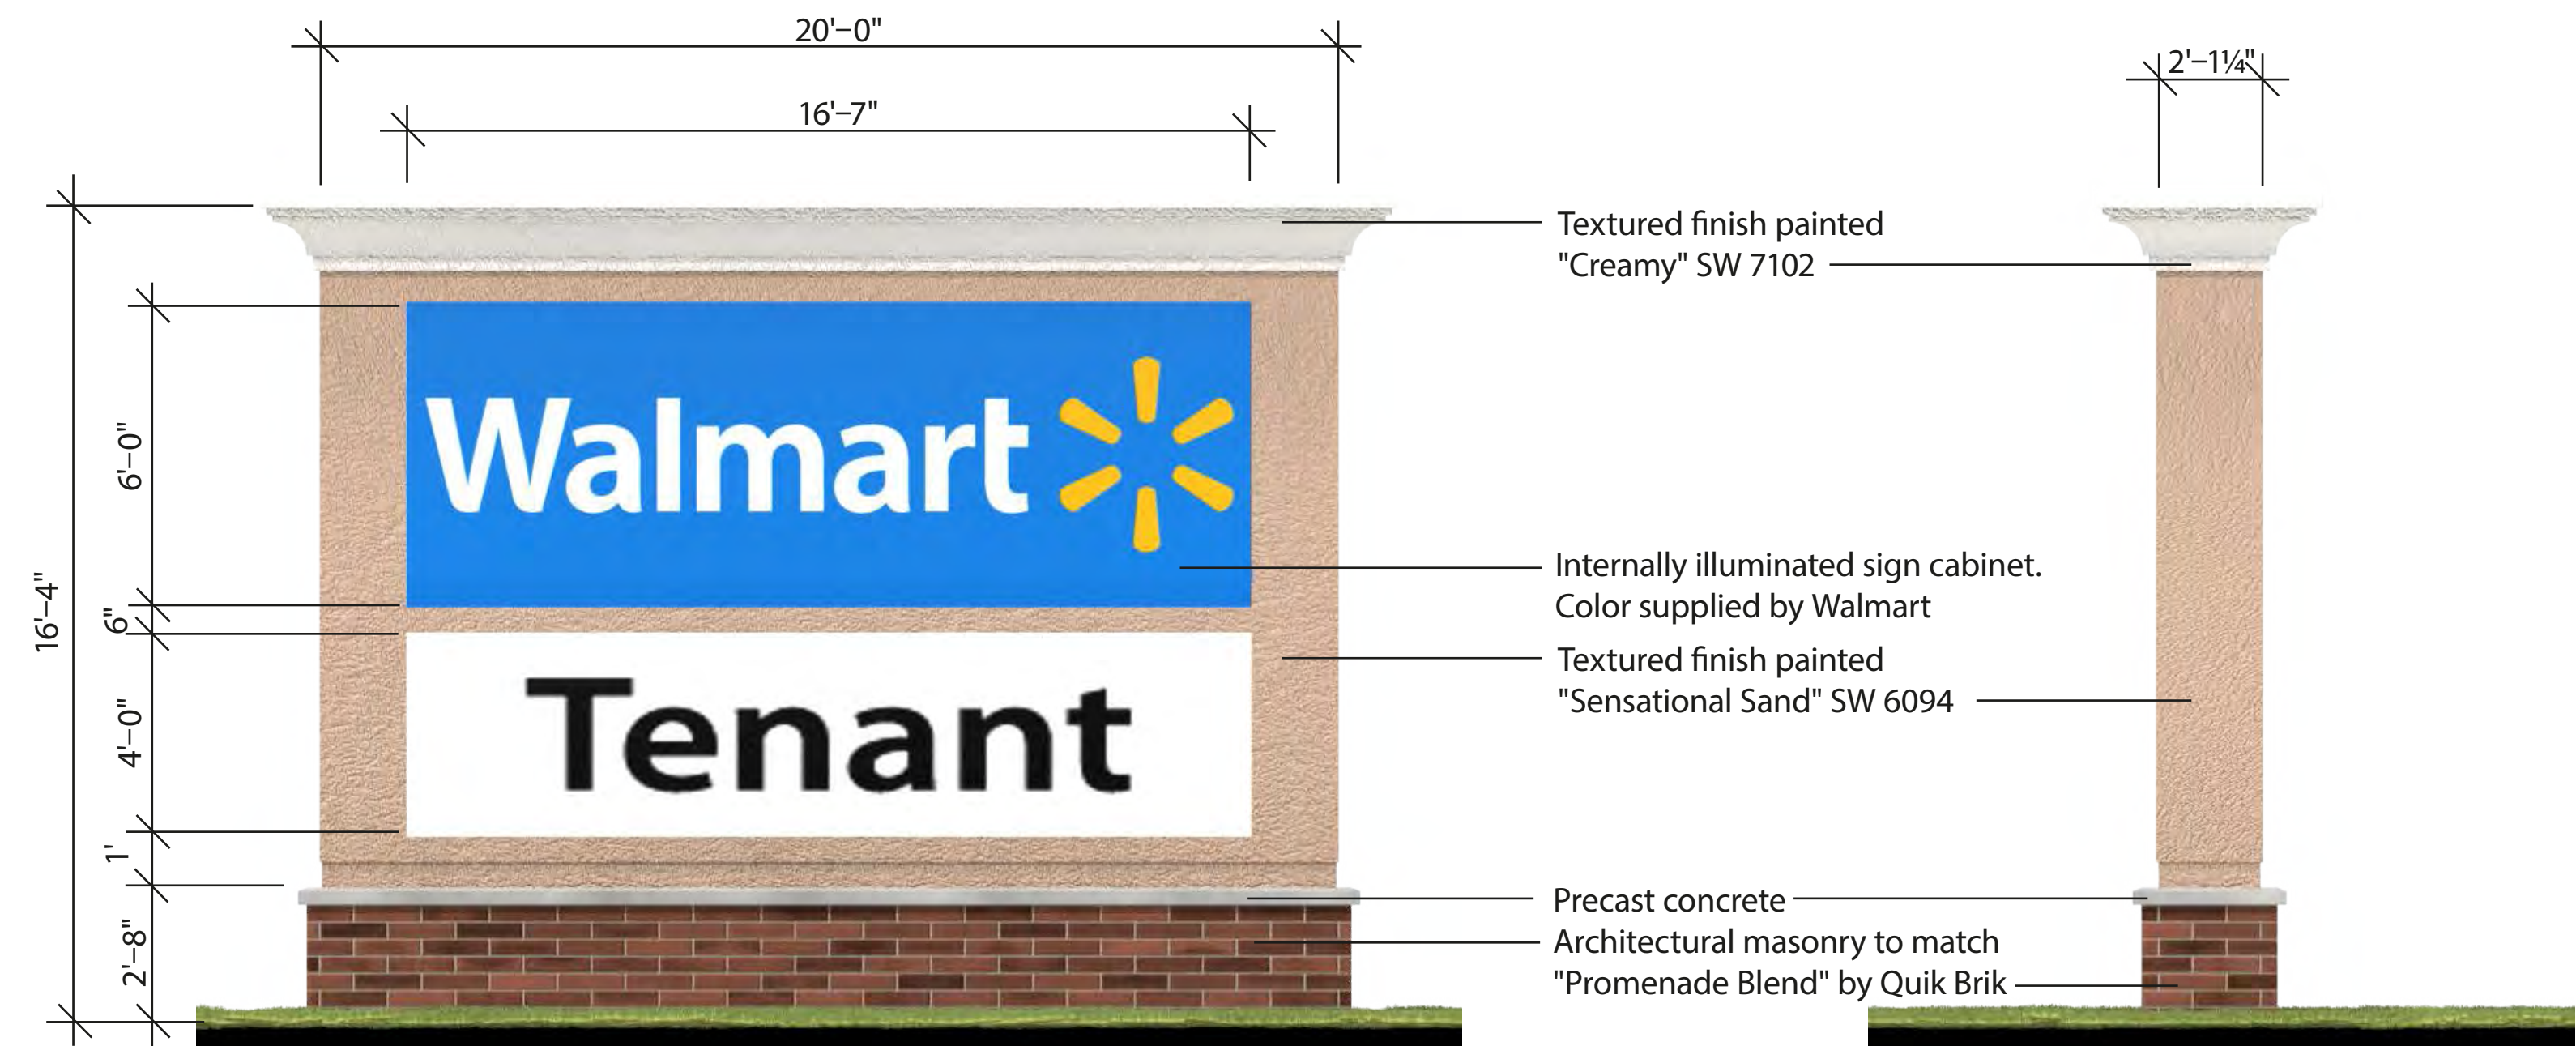 20'–0"
2'–1¼"
16'–7"
Textured finish painted
"Creamy" SW 7102
6'–0"
Walmart
16'–4"
Internally illuminated sign cabinet.
Color supplied by Walmart
6"
Textured finish painted
"Sensational Sand" SW 6094
4'–0"
Tenant
1'
Precast concrete
2'–8"
Architectural masonry to match
"Promenade Blend" by Quik Brik